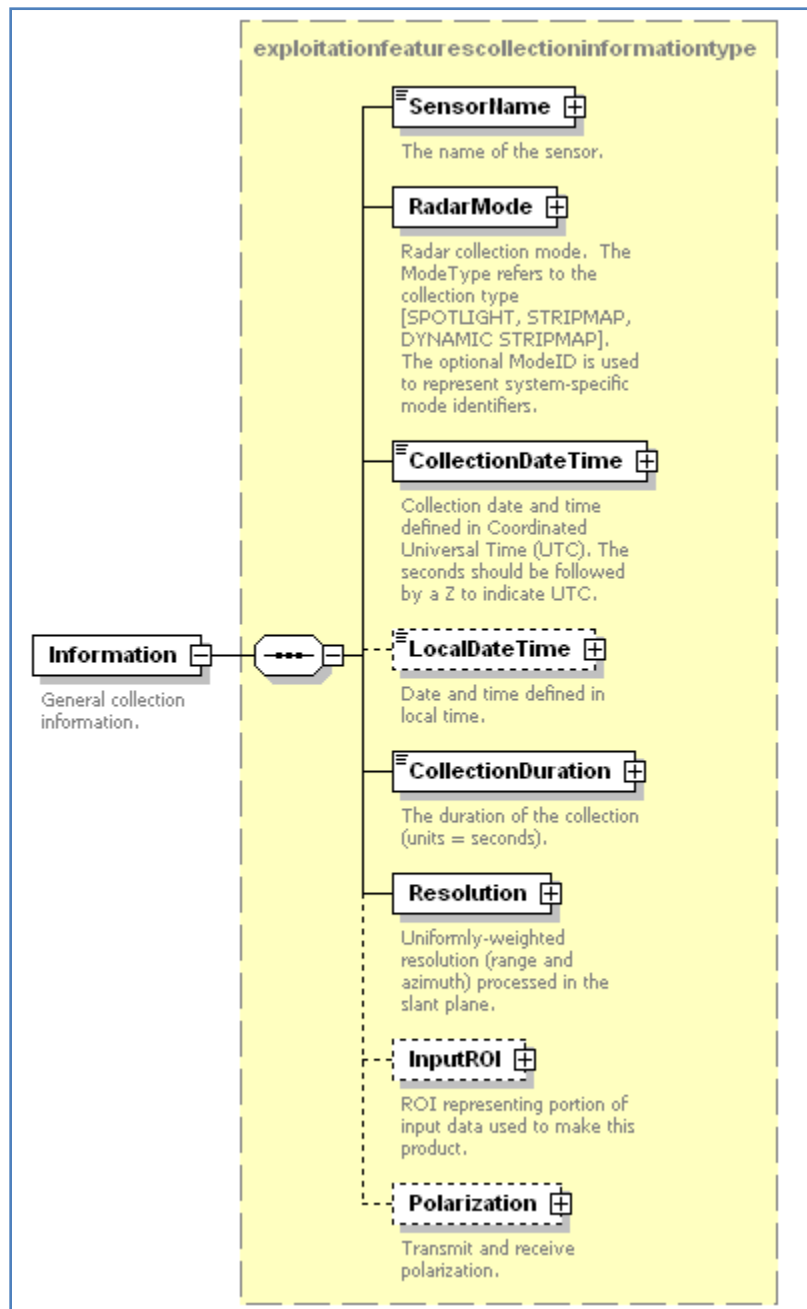 exploitationfeaturescollectioninformationtype
SensorName
The name of the sensor.
RadarMode
Radar collection mode. The
ModeType refers to the
collection type
[SPOTLIGHT, STRIPMAP,
DYNAMIC STRIPMAP].
The optional ModeID is used
to represent system-specific
mode identifiers.
CollectionDateTime
Collection date and time
defined in Coordinated
Universal Time (UTC). The
seconds should be followed
by a Z to indicate UTC.
Information
General collection
information.
LocalDateTime
Date and time defined in
local time.
CollectionDuration
The duration of the collection
(units = seconds).
Resolution
Uniformly-weighted
resolution (range and
azimuth) processed in the
slant plane.
InputROI
ROI representing portion of
input data used to make this
product.
Polarization
Transmit and receive
polarization.